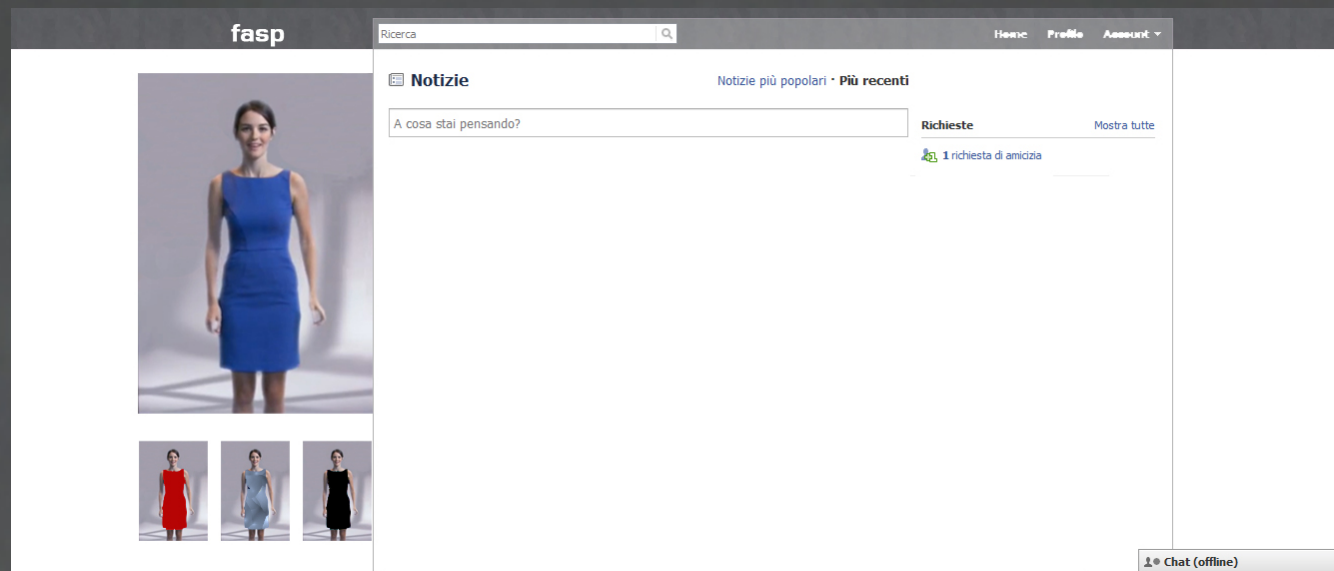 fasp
Ricerca
Home Profilo Account
Notizie
Notizie più popolari · Più recenti
A cosa stai pensando?
Richieste
Mostra tutte
1 richiesta di amicizia
Chat (offline)